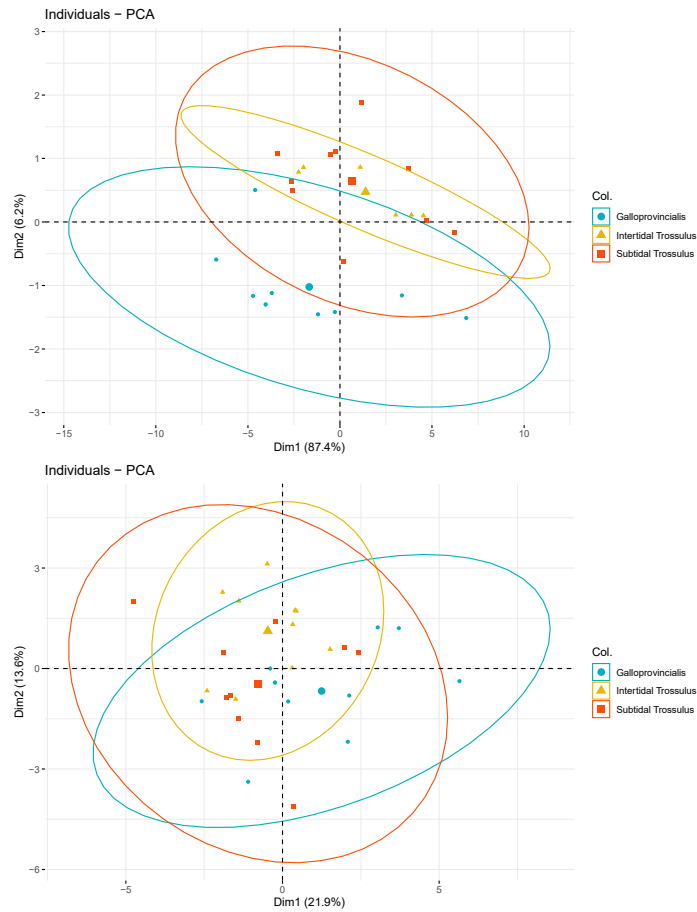 Individuals − PCA
3
2
1
0
−1
−2
−3
Dim2 (6.2%)
−15
−10
−5
0
5
10
Dim1 (87.4%)
Col.
Galloprovincialis
Intertidal Trossulus
Subtidal Trossulus
Individuals − PCA
3
0
−3
−6
Dim2 (13.6%)
−5
0
5
Dim1 (21.9%)
Col.
Galloprovincialis
Intertidal Trossulus
Subtidal Trossulus